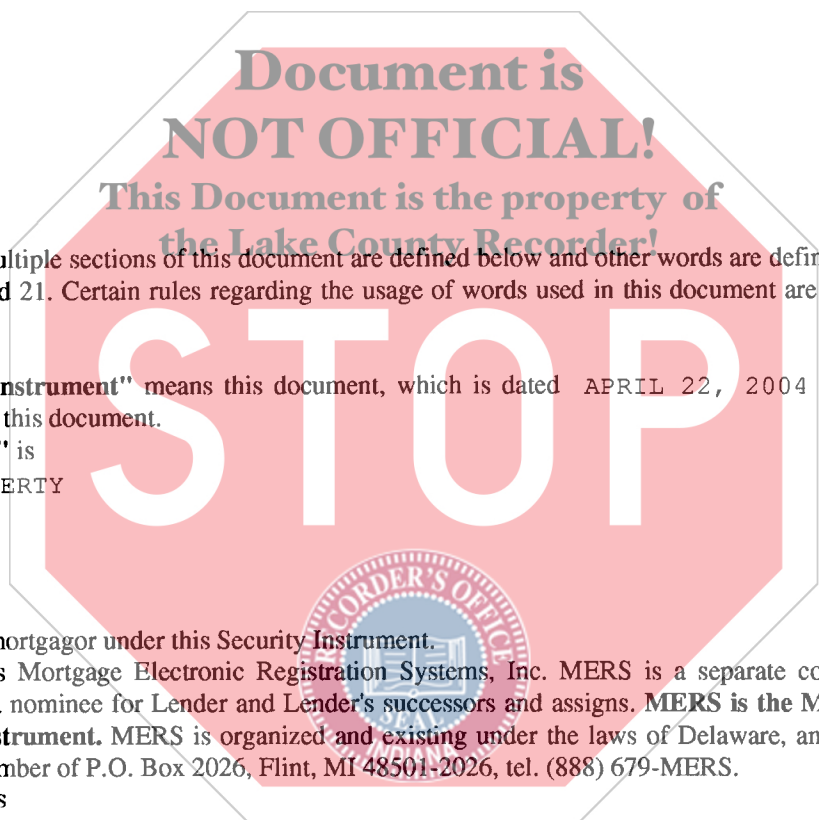 Document is
NOT OFFICIAL!
This Document is the property of
the Lake County Recorder!
ultiple sections of this document are defined below and other words are defin
d 21. Certain rules regarding the usage of words used in this document are
STOP
nstrument" means this document, which is dated APRIL 22, 2004
this document.
" is
ERTY
RECORDER'S OFFICE
SEAL
INDIANA
nortgagor under this Security Instrument.
s Mortgage Electronic Registration Systems, Inc. MERS is a separate co
nominee for Lender and Lender's successors and assigns. MERS is the M
trument. MERS is organized and existing under the laws of Delaware, an
mber of P.O. Box 2026, Flint, MI 48501-2026, tel. (888) 679-MERS.
s